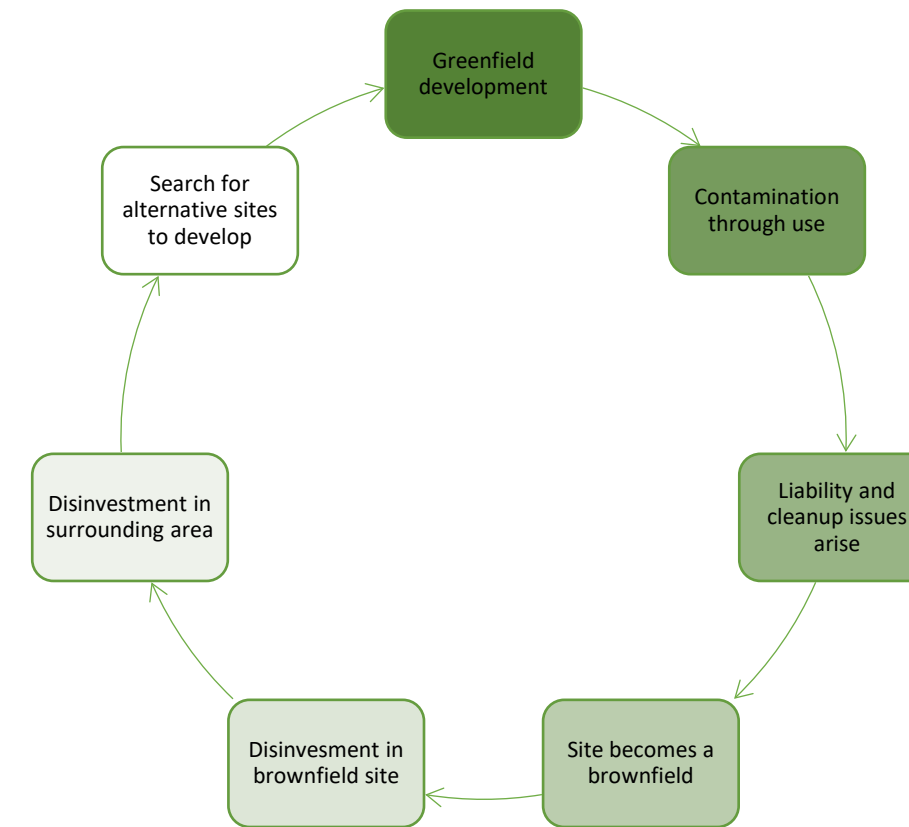 Greenfield
development
Contamination
through use
Liability and
cleanup issues
arise
Site becomes a
brownfield
Disinvesment in
brownfield site
Disinvestment in
surrounding area
Search for
alternative sites
to develop